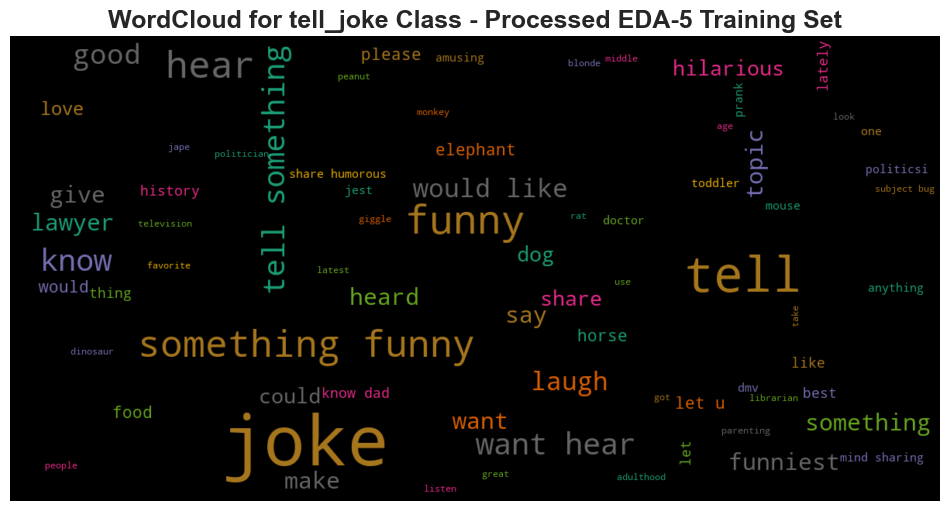 WordCloud for tell_joke Class - Processed EDA-5 Training Set
good
hear
tell something
please
amusing
peanut
blonde
middle
hilarious
lately
love
monkey
prank
look
age
one
jape
politician
elephant
topic
share humorous
politicsi
give
history
jest
would like
toddler
subject bug
lawyer
television
giggle
funny
rat
doctor
mouse
know
favorite
latest
dog
tell
would
thing
heard
share
use
anything
say
take
something funny
horse
dinosaur
laugh
like
could
know dad
dmv
best
got
let u
librarian
food
joke
want
something
want hear
parenting
let
people
make
great
listen
adulthood
funniest
mind sharing